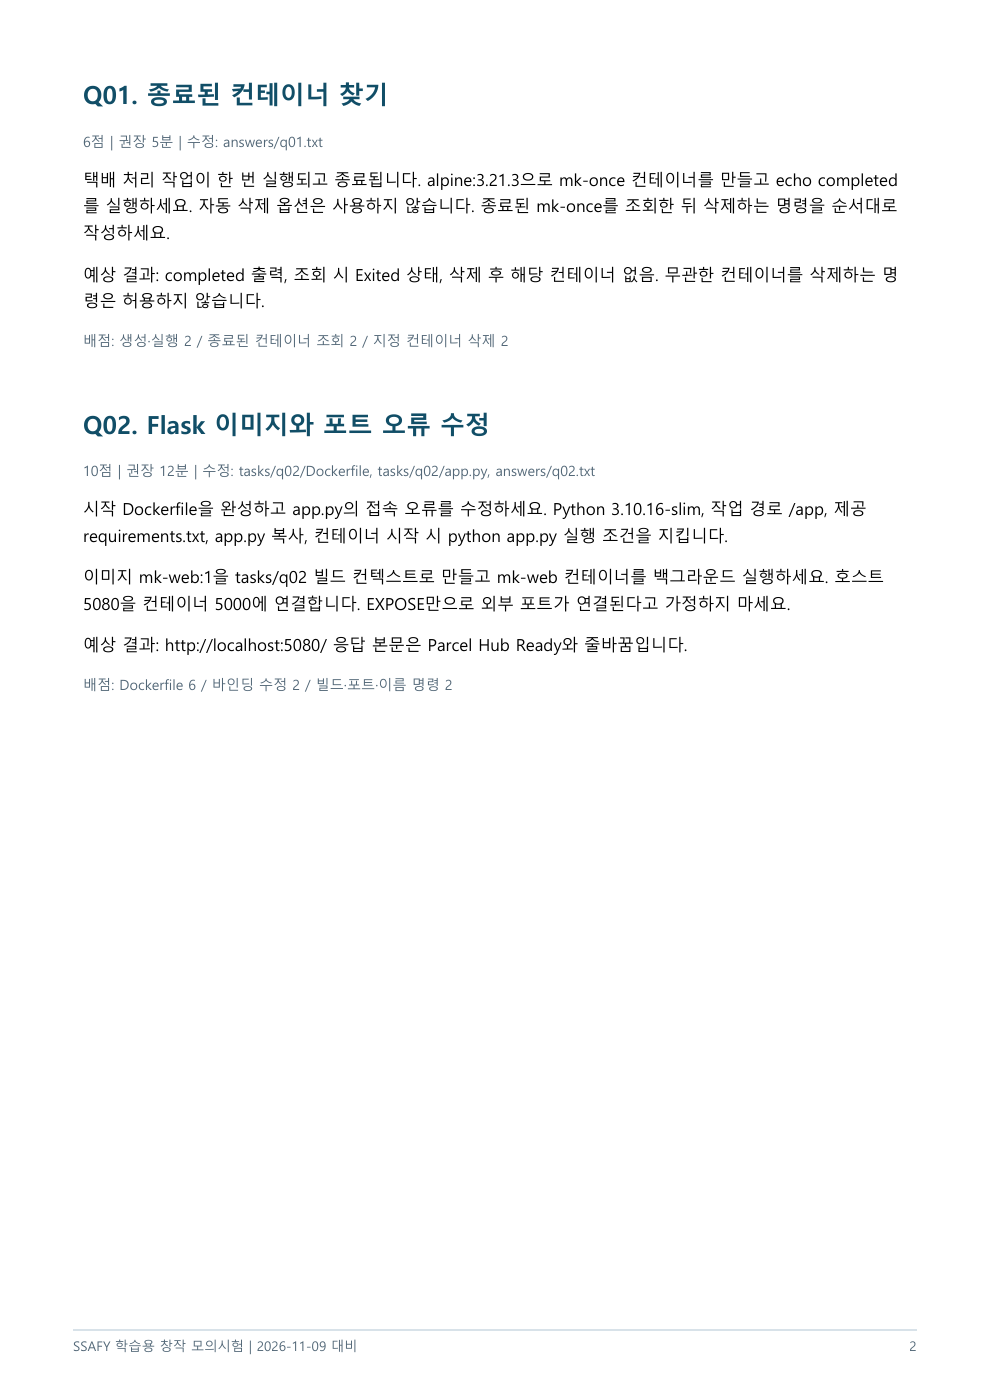 Q01. 종료된 컨테이너 찾기
6점 | 권장 5분 | 수정: answers/q01.txt
택배 처리 작업이 한 번 실행되고 종료됩니다. alpine:3.21.3으로 mk-once 컨테이너를 만들고 echo completed
를 실행하세요. 자동 삭제 옵션은 사용하지 않습니다. 종료된 mk-once를 조회한 뒤 삭제하는 명령을 순서대로
작성하세요.
예상 결과: completed 출력, 조회 시 Exited 상태, 삭제 후 해당 컨테이너 없음. 무관한 컨테이너를 삭제하는 명
령은 허용하지 않습니다.
배점: 생성·실행 2 / 종료된 컨테이너 조회 2 / 지정 컨테이너 삭제 2
Q02. Flask 이미지와 포트 오류 수정
10점 | 권장 12분 | 수정: tasks/q02/Dockerfile, tasks/q02/app.py, answers/q02.txt
시작 Dockerfile을 완성하고 app.py의 접속 오류를 수정하세요. Python 3.10.16-slim, 작업 경로 /app, 제공
requirements.txt, app.py 복사, 컨테이너 시작 시 python app.py 실행 조건을 지킵니다.
이미지 mk-web:1을 tasks/q02 빌드 컨텍스트로 만들고 mk-web 컨테이너를 백그라운드 실행하세요. 호스트
5080을 컨테이너 5000에 연결합니다. EXPOSE만으로 외부 포트가 연결된다고 가정하지 마세요.
예상 결과: http://localhost:5080/ 응답 본문은 Parcel Hub Ready와 줄바꿈입니다.
배점: Dockerfile 6 / 바인딩 수정 2 / 빌드·포트·이름 명령 2
SSAFY 학습용 창작 모의시험 | 2026-11-09 대비
2